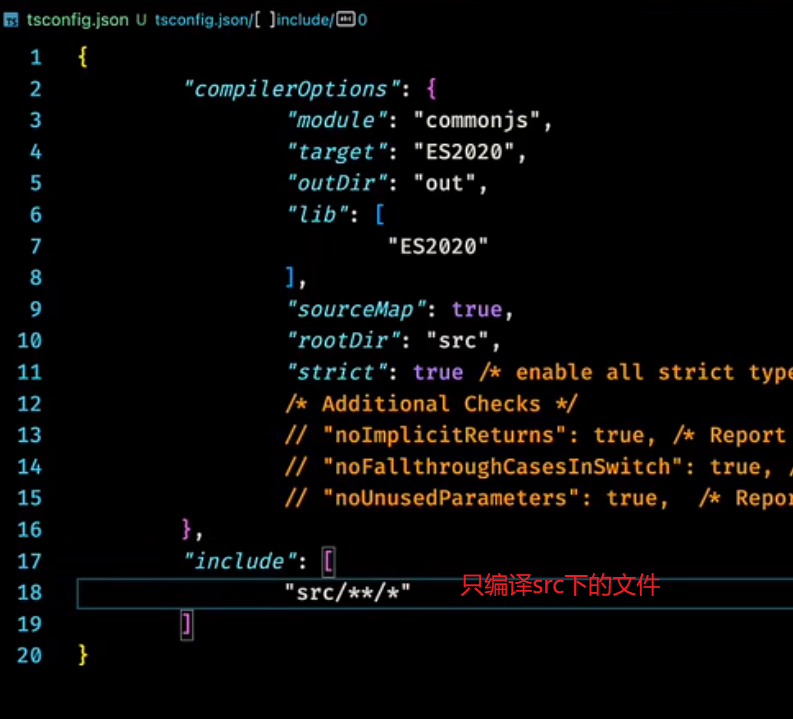 tsconfig.json U tsconfig.json/[ ]include/abc0
1 {
2 "compilerOptions": {
3 "module": "commonjs",
4 "target": "ES2020",
5 "outDir": "out",
6 "lib": [
7 "ES2020"
8 ],
9 "sourceMap": true,
10 "rootDir": "src",
11 "strict": true /* enable all strict type
12 /* Additional Checks */
13 // "noImplicitReturns": true, /* Report
14 // "noFallthroughCasesInSwitch": true, /
15 // "noUnusedParameters": true, /* Repor
16 },
17 "include": [
18 "src/**/*" 只编译src下的文件
19 ]
20 }